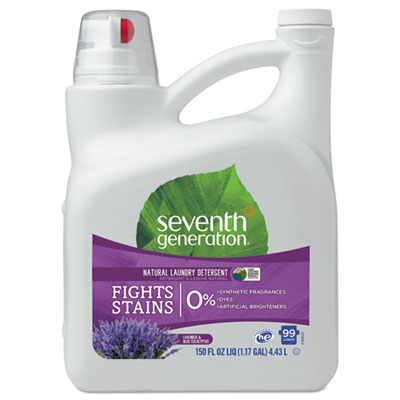 seventh
generation.
NATURAL LAUNDRY DETERGENT
DÉTERGENT À LESSIVE NATUREL
FIGHTS
STAINS
0%
SYNTHETIC FRAGRANCES
DYES
ARTIFICIAL BRIGHTENERS
LAVENDER &
BLUE EUCALYPTUS
he
99
LOADS
150 FL OZ LIQ (1.17 GAL) 4.43 L